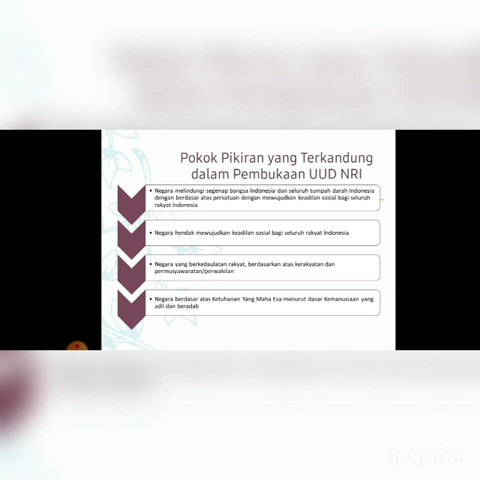 Pokok Pikiran yang Terkandung
dalam Pembukaan UUD NRI
• Negara melindungi segenap bangsa Indonesia dan seluruh tumpah darah Indonesia
dengan berdasar atas persatuan dengan mewujudkan keadilan sosial bagi seluruh
rakyat Indonesia
• Negara hendak mewujudkan keadilan sosial bagi seluruh rakyat Indonesia
• Negara yang berkedaulatan rakyat, berdasarkan atas kerakyatan dan
permusyawaratan/perwakilan
• Negara berdasar atas Ketuhanan Yang Maha Esa menurut dasar Kemanusiaan yang
adil dan beradab
InShOt